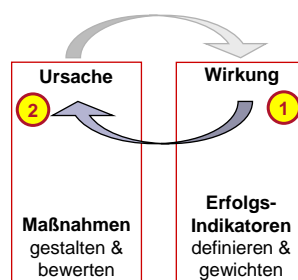 Ursache
2
Maßnahmen
gestalten &
bewerten
Wirkung
1
Erfolgs-
Indikatoren
definieren &
gewichten